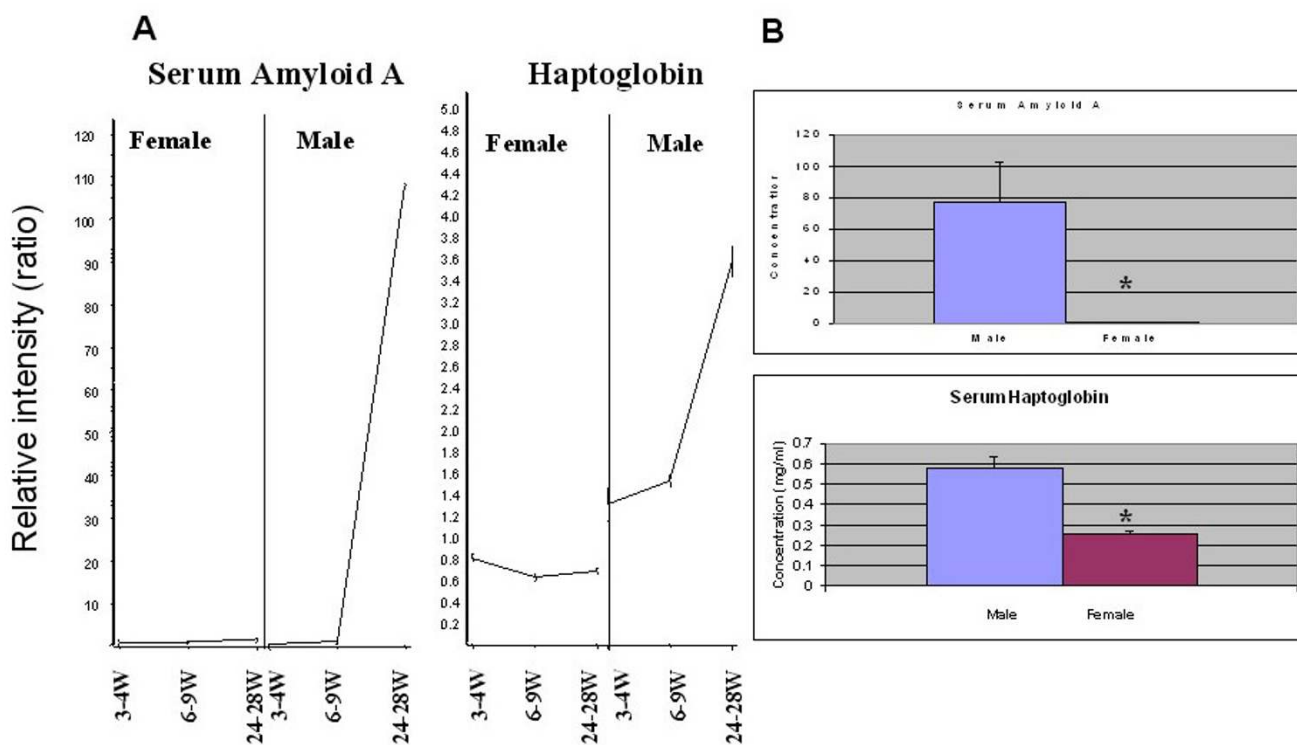 A
Serum Amyloid A
Haptoglobin
Relative intensity (ratio)
Female
Male
120
110
100
90
80
70
60
50
40
30
20
10
3-4W
6-9W
24-28W
3-4W
6-9W
24-28W
Female
Male
5.0
4.8
4.6
4.4
4.2
4.0
3.8
3.6
3.4
3.2
3.0
2.8
2.6
2.4
2.2
2.0
1.8
1.6
1.4
1.2
1.0
0.8
0.6
0.4
0.2
3-4W
6-9W
24-28W
3-4W
6-9W
24-28W
B
Serum Amyloid A
Concentration
120
100
80
60
40
20
0
*
Male
Female
Serum Haptoglobin
Concentration (mg/ml)
0.7
0.6
0.5
0.4
0.3
0.2
0.1
0
*
Male
Female